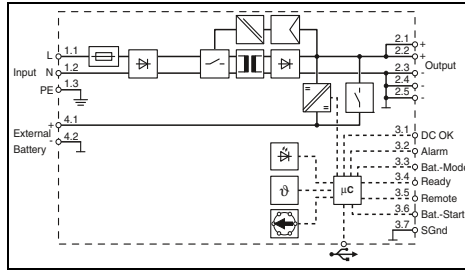 L 1.1
Input N 1.2
PE 1.3
+ 4.1
External Battery
- 4.2
2.1 +
2.2 +
Output
2.3 -
2.4 -
2.5 -
3.1 DC OK
3.2 Alarm
3.3 Bat.-Mode
3.4 Ready
3.5 Remote
3.6 Bat.-Start
3.7 SGnd
=
=
ϑ
µC